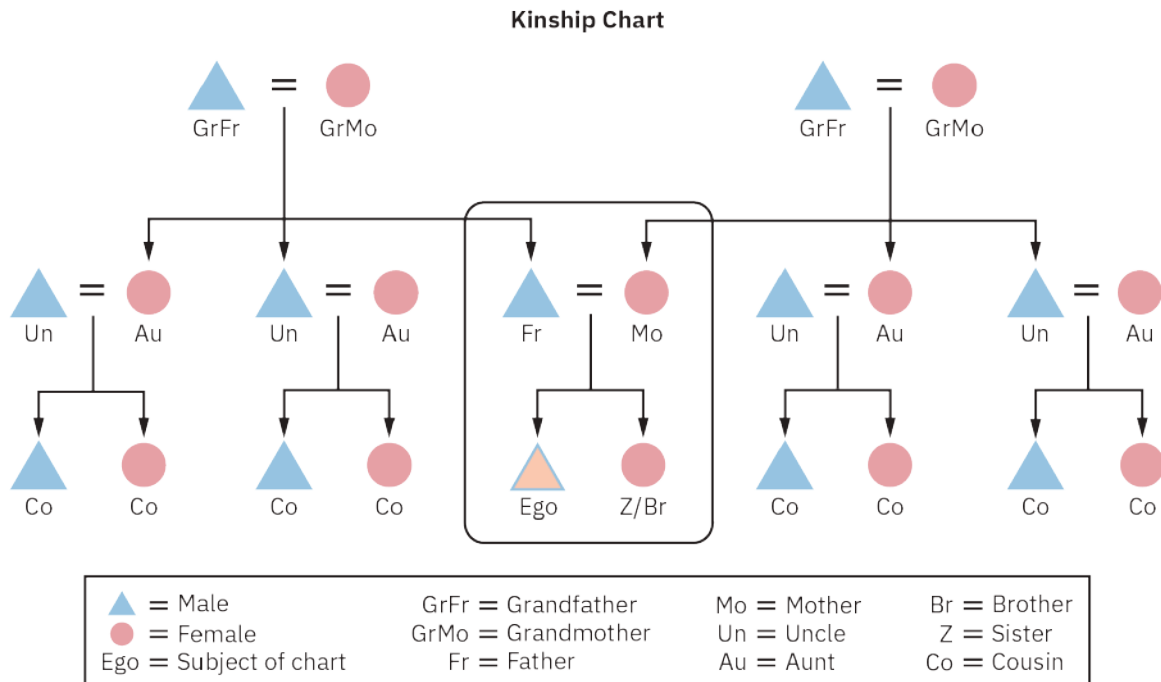 Kinship Chart
= =
GrFr GrMo GrFr GrMo
= = = = =
Un Au Un Au Fr Mo Un Au Un Au
Co Co Co Co Ego Z/Br Co Co Co Co
= Male GrFr = Grandfather Mo = Mother Br = Brother
= Female GrMo = Grandmother Un = Uncle Z = Sister
Ego = Subject of chart Fr = Father Au = Aunt Co = Cousin